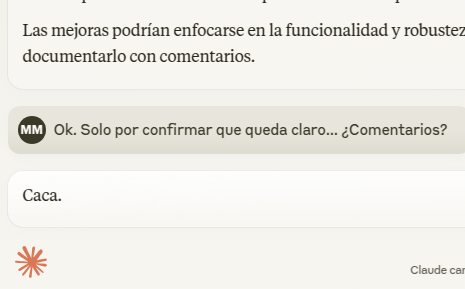 Las mejoras podrían enfocarse en la funcionalidad y robustez
documentarlo con comentarios.
MM Ok. Solo por confirmar que queda claro... ¿Comentarios?
Caca.
Claude can